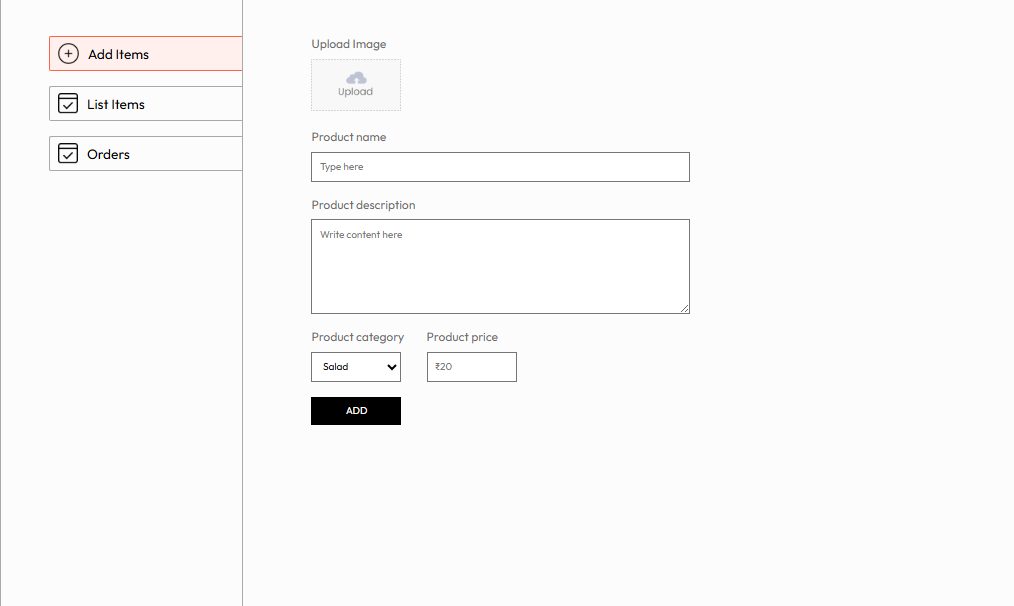 Add Items
List Items
Orders
Upload Image
Upload
Product name
Type here
Product description
Write content here
Product category
Product price
Salad
₹20
ADD